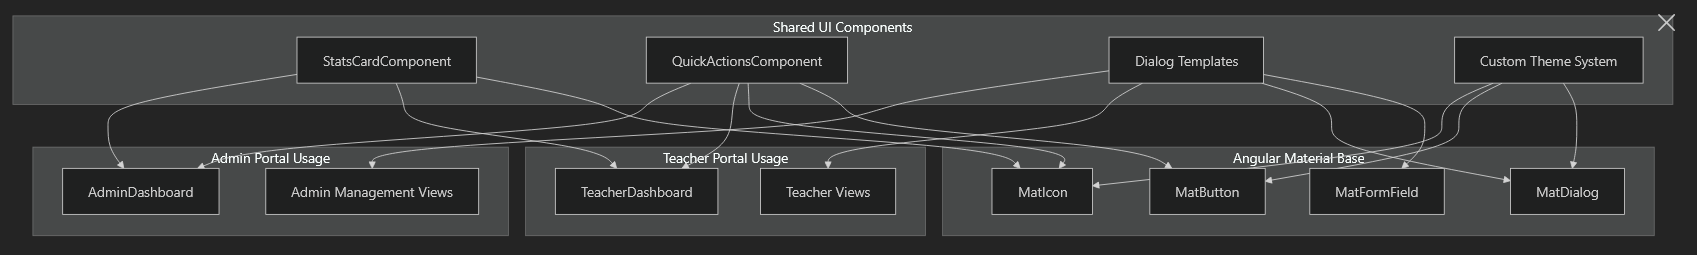 Shared UI Components
StatsCardComponent
QuickActionsComponent
Dialog Templates
Custom Theme System
Admin Portal Usage
Teacher Portal Usage
Angular Material Base
AdminDashboard
Admin Management Views
TeacherDashboard
Teacher Views
MatIcon
MatButton
MatFormField
MatDialog